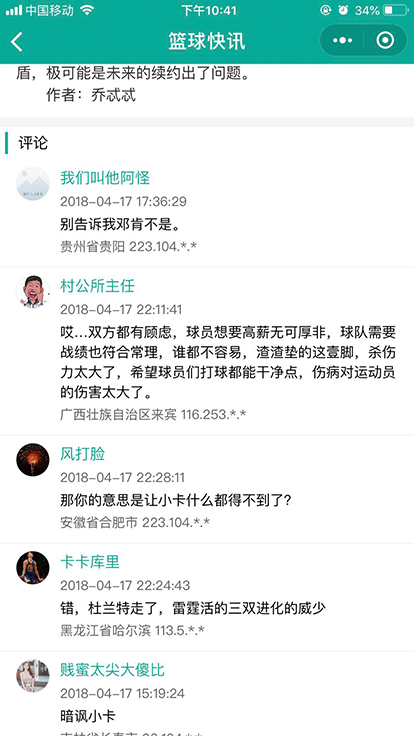 中国移动 下午10:41 34%
篮球快讯
盾，极可能是未来的续约出了问题。
作者：乔忒忒
评论
我们叫他阿怪
2018-04-17 17:36:29
别告诉我邓肯不是。
贵州省贵阳 223.104.*.*
村公所主任
2018-04-17 22:11:41
哎...双方都有顾虑，球员想要高薪无可厚非，球队需要
战绩也符合常理，谁都不容易，渣渣垫的这壹脚，杀伤
力太大了，希望球员们打球都能干净点，伤病对运动员
的伤害太大了。
广西壮族自治区来宾 116.253.*.*
风打脸
2018-04-17 22:28:11
那你的意思是让小卡什么都得不到了？
安徽省合肥市 223.104.*.*
卡卡库里
2018-04-17 22:24:43
错，杜兰特走了，雷霆活的三双进化的威少
黑龙江省哈尔滨 113.5.*.*
贱蜜太尖大傻比
2018-04-17 15:19:24
暗讽小卡